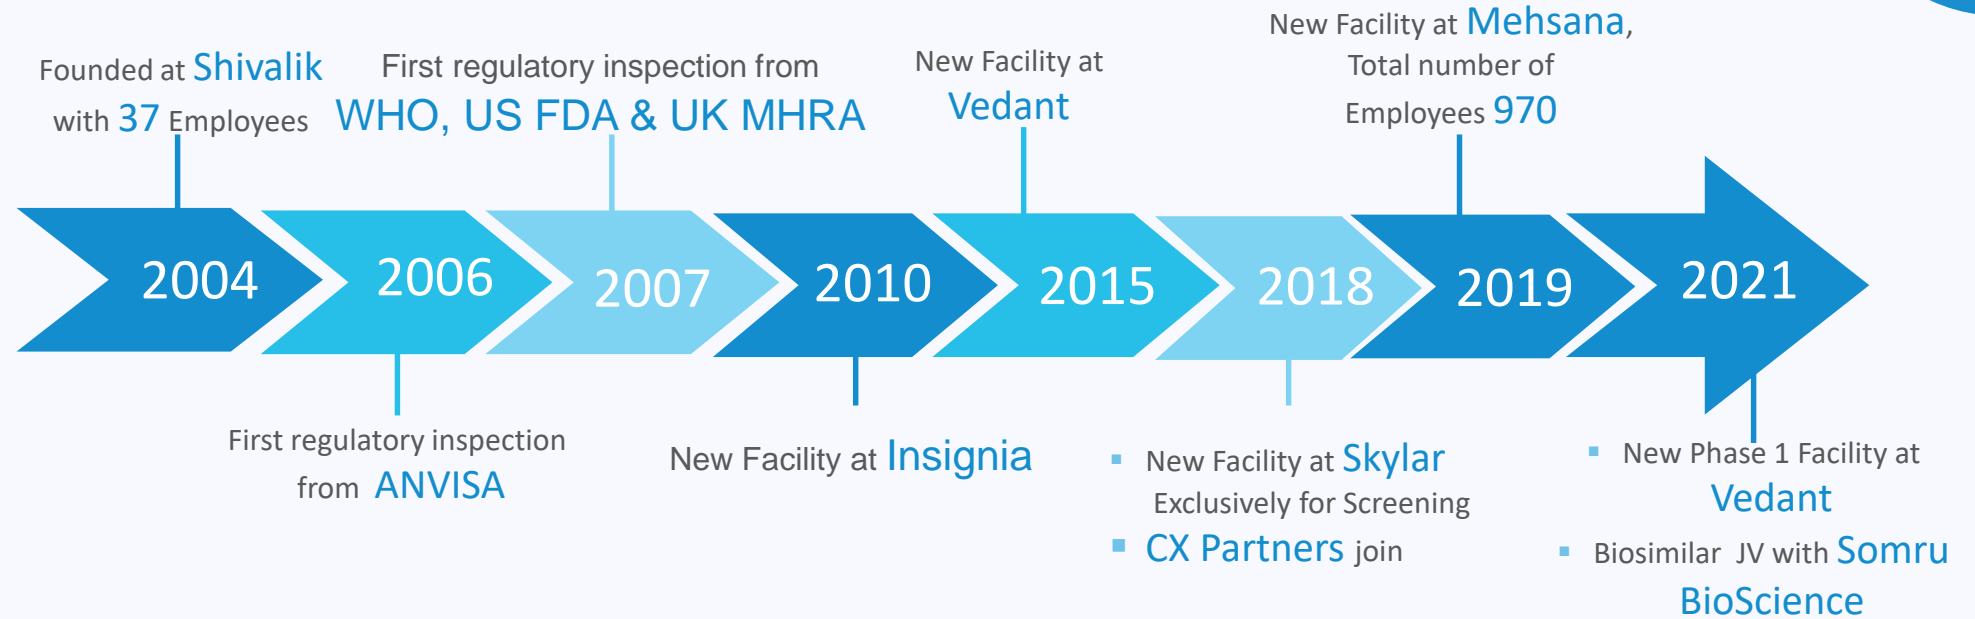 Founded at Shivalik
with 37 Employees
First regulatory inspection from
WHO, US FDA & UK MHRA
New Facility at
Vedant
New Facility at Mehsana,
Total number of
Employees 970
2004
2006
2007
2010
2015
2018
2019
2021
First regulatory inspection
from ANVISA
New Facility at Insignia
▪ New Facility at Skylar
Exclusively for Screening
▪ CX Partners join
▪ New Phase 1 Facility at
Vedant
▪ Biosimilar JV with Somru
BioScience